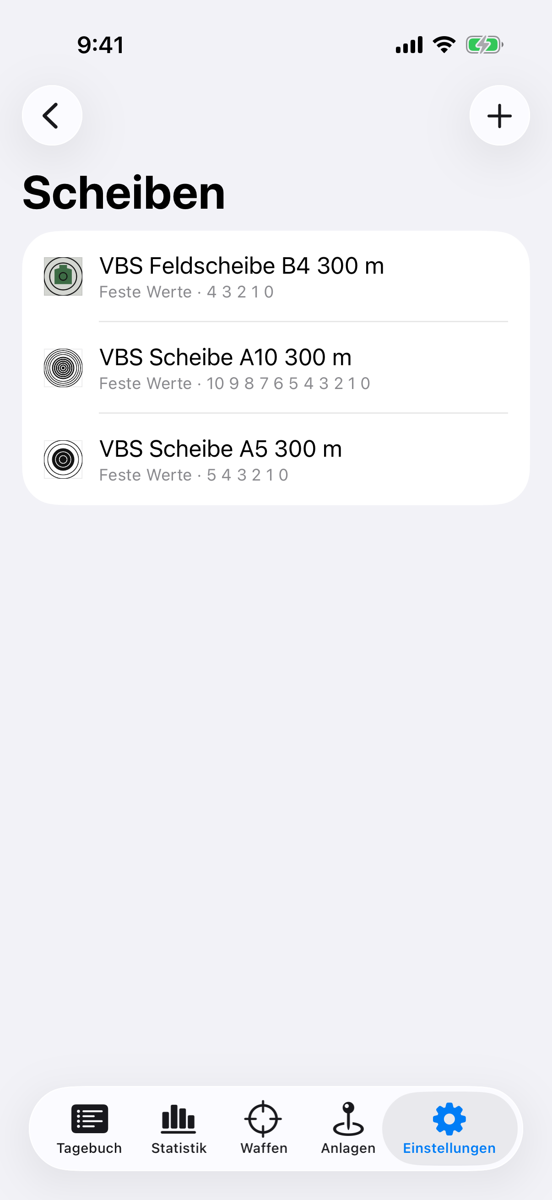 9:41
Scheiben
VBS Feldscheibe B4 300 m
Feste Werte · 4 3 2 1 0
VBS Scheibe A10 300 m
Feste Werte · 10 9 8 7 6 5 4 3 2 1 0
VBS Scheibe A5 300 m
Feste Werte · 5 4 3 2 1 0
Tagebuch Statistik Waffen Anlagen Einstellungen